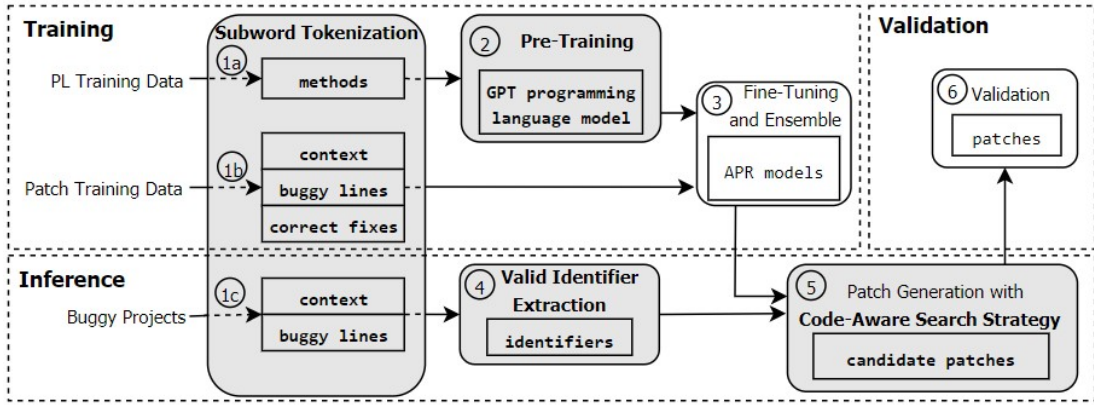 Training
Subword Tokenization
PL Training Data
1a
methods
2
Pre-Training
GPT programming
language model
3
Fine-Tuning
and Ensemble
APR models
Patch Training Data
1b
context
buggy lines
correct fixes
Validation
6
Validation
patches
Inference
Buggy Projects
1c
context
buggy lines
4
Valid Identifier
Extraction
identifiers
5
Patch Generation with
Code-Aware Search Strategy
candidate patches